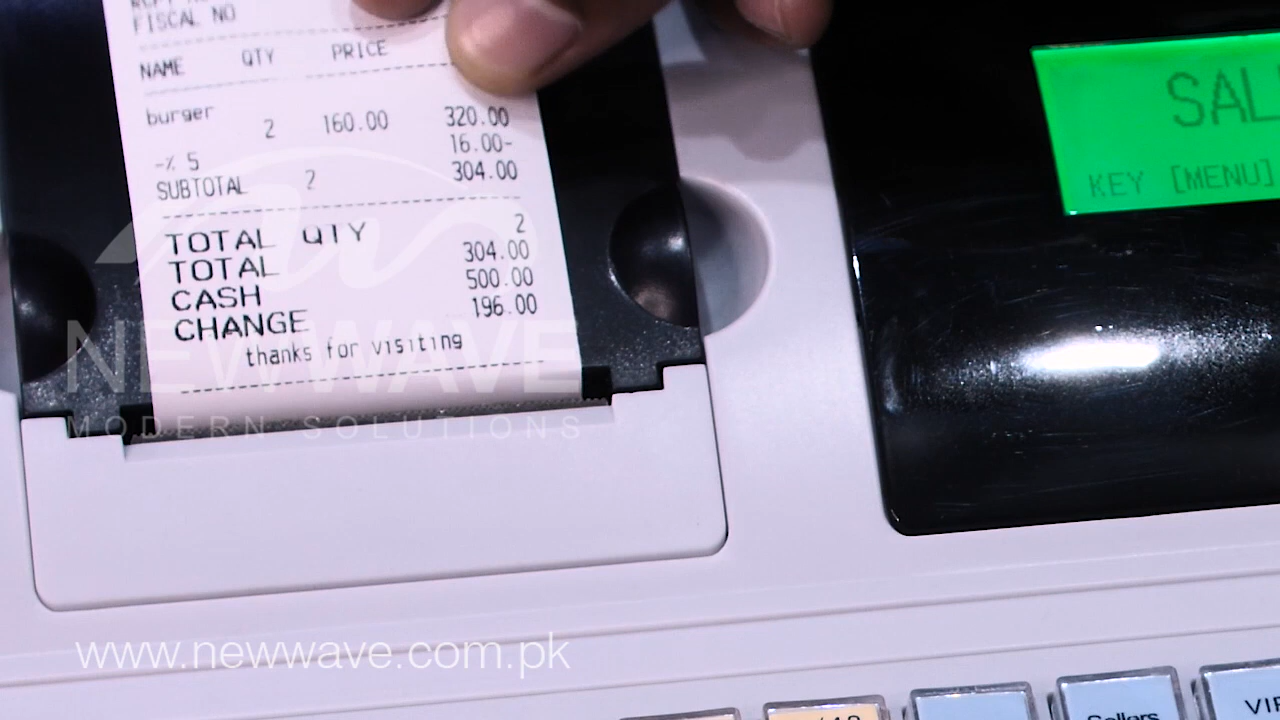 FISCAL NO
NAME QTY PRICE
burger
2 160.00 320.00
-% 5 16.00-
SUBTOTAL 2 304.00
TOTAL QTY 2
TOTAL 304.00
CASH 500.00
CHANGE 196.00
thanks for visiting
SAL
KEY [MENU]
NEWWAVE
MODERN SOLUTIONS
www.newwave.com.pk
VIP